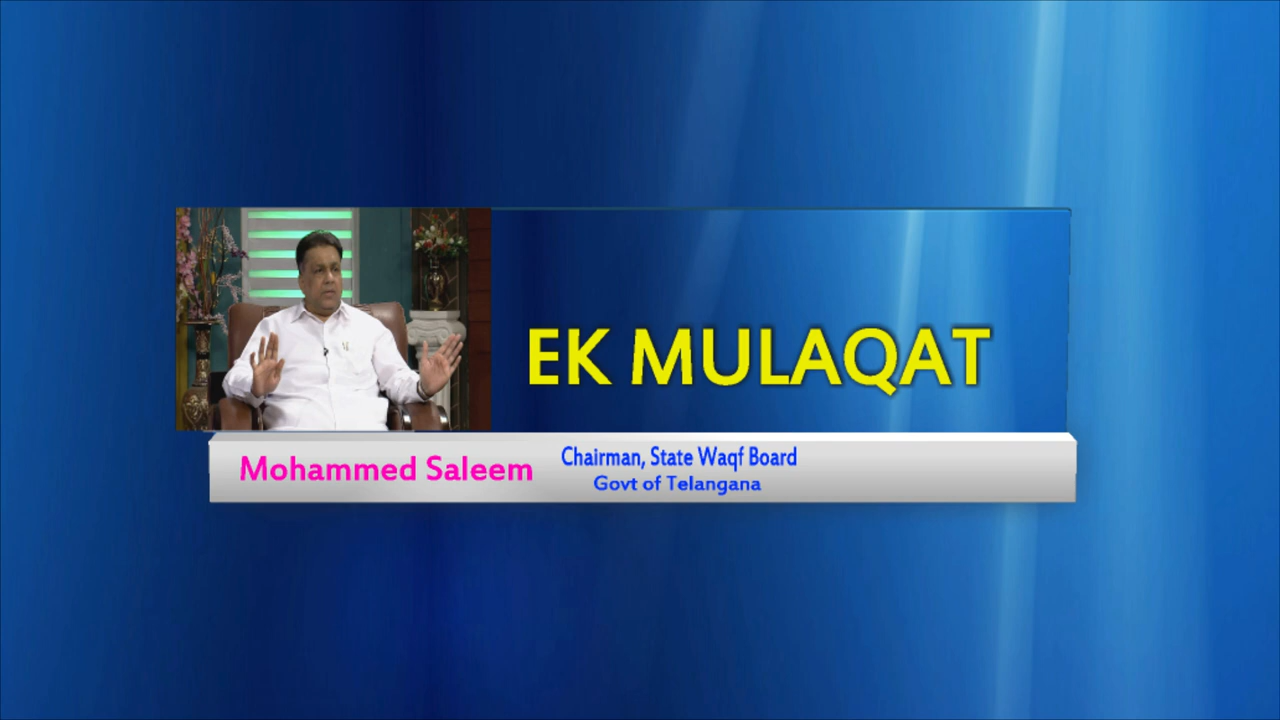 EK MULAQAT
Mohammed Saleem
Chairman, State Waqf Board
Govt of Telangana